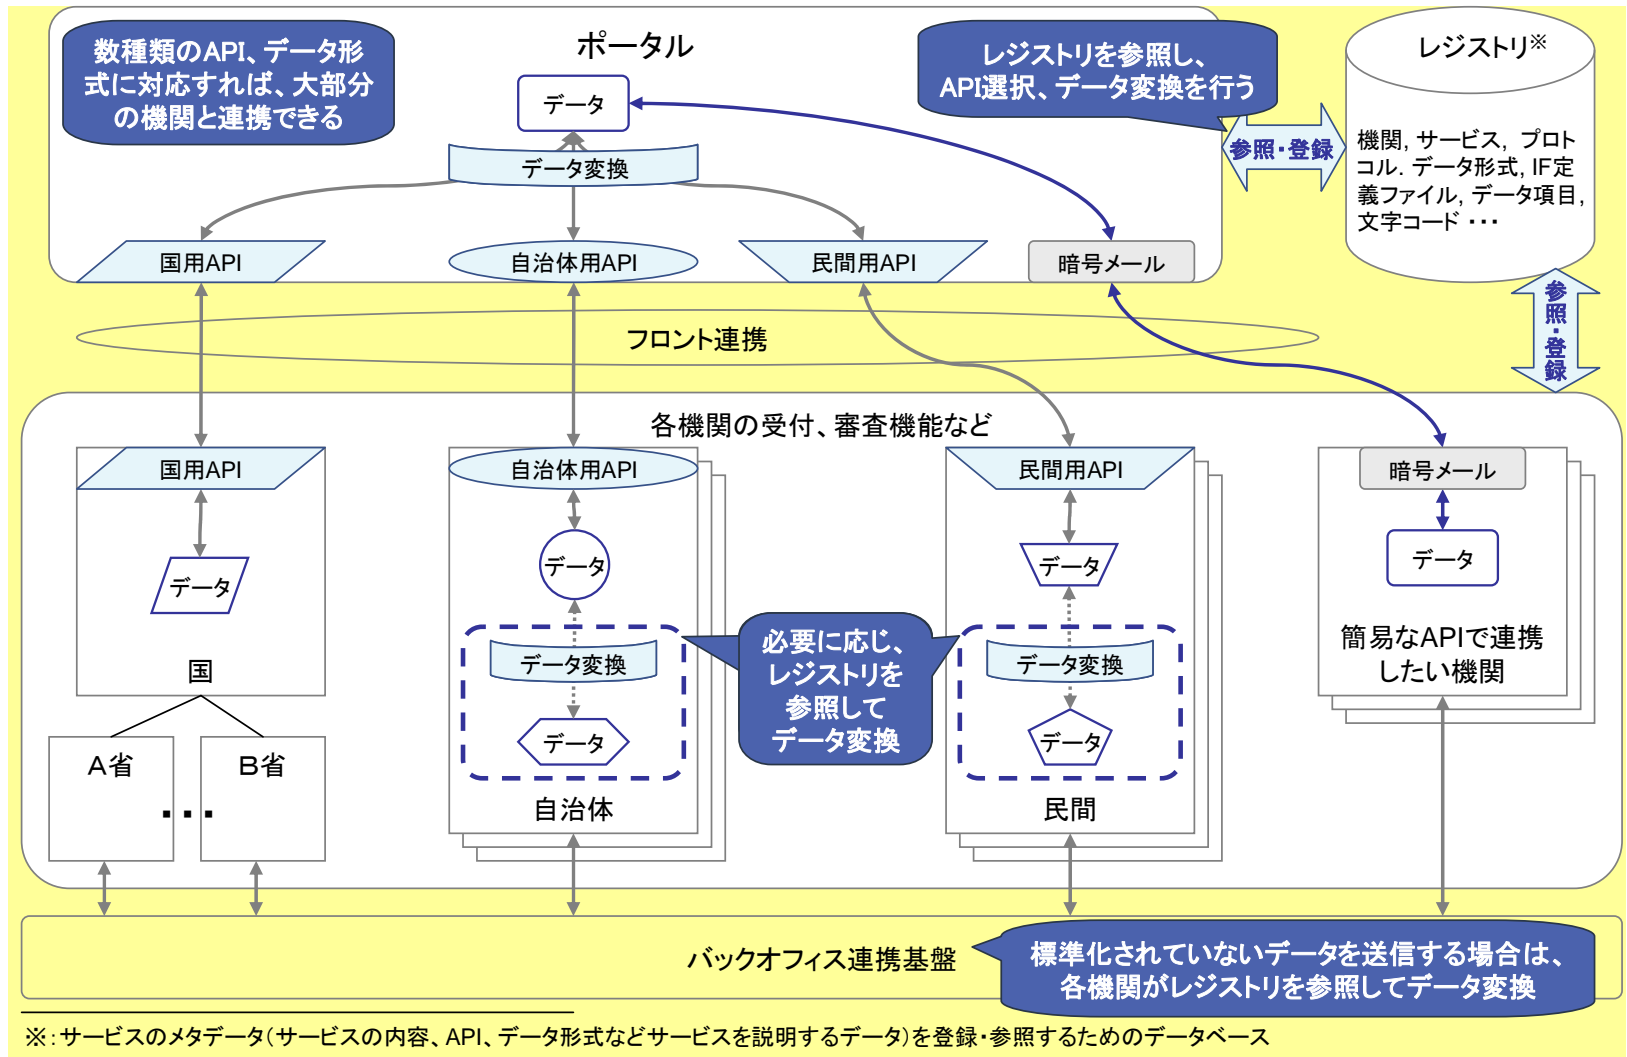 数種類のAPI、データ形
式に対応すれば、大部分
の機関と連携できる
ポータル
データ
データ変換
レジストリを参照し、
API選択、データ変換を行う
参照・登録
レジストリ※
機関, サービス, プロト
コル. データ形式, IF定
義ファイル, データ項目,
文字コード ・・・
国用API
自治体用API
民間用API
暗号メール
参照・登録
フロント連携
各機関の受付、審査機能など
国用API
自治体用API
民間用API
暗号メール
データ
データ
データ
データ
国
データ変換
データ
自治体
必要に応じ、
レジストリを
参照して
データ変換
データ変換
データ
民間
簡易なAPIで連携
したい機関
A省
・・・
B省
バックオフィス連携基盤
標準化されていないデータを送信する場合は、
各機関がレジストリを参照してデータ変換
※：サービスのメタデータ（サービスの内容、API、データ形式などサービスを説明するデータ）を登録・参照するためのデータベース